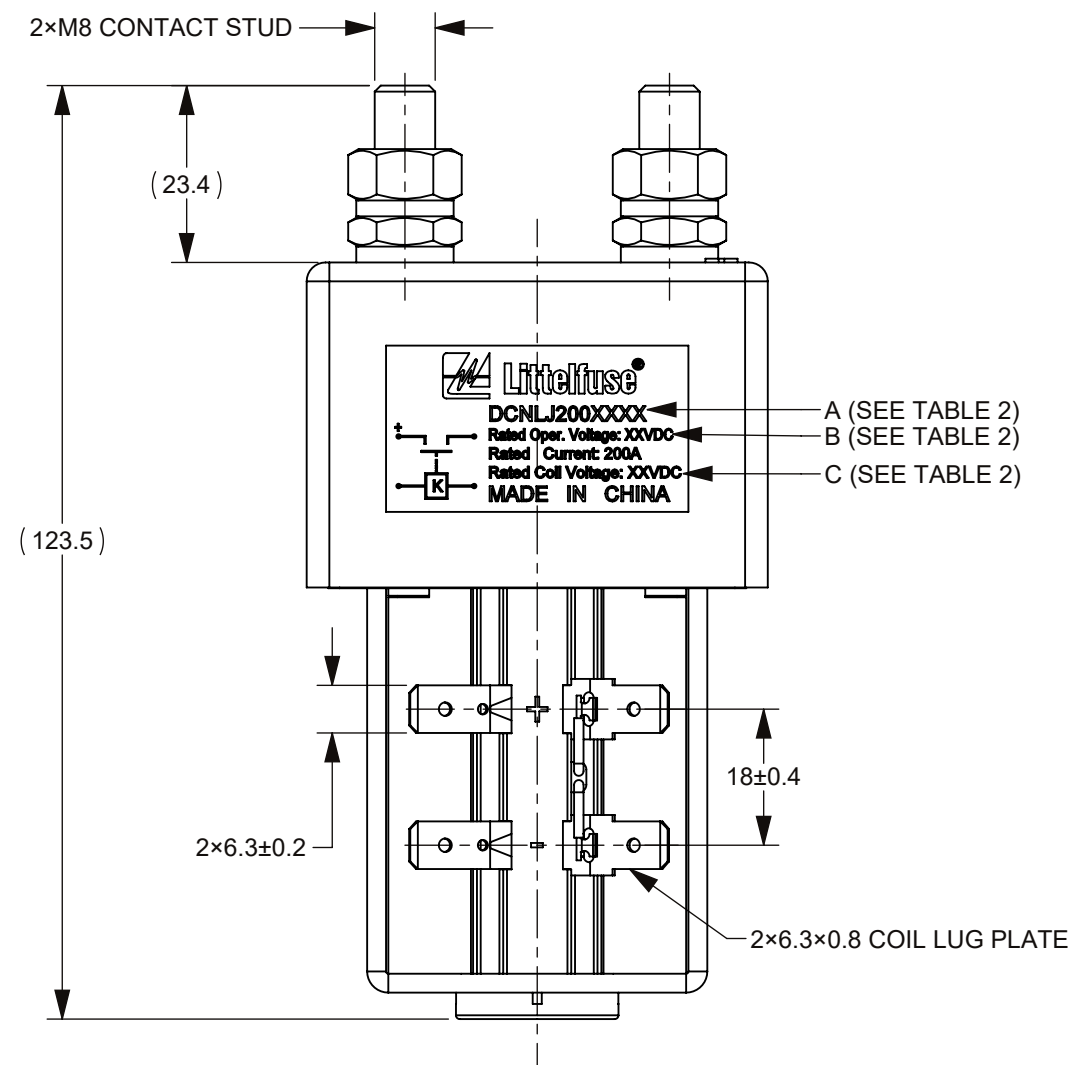 2×M8 CONTACT STUD
(23.4)
(123.5)
Littelfuse®
DCNLJ200XXXX
Rated Oper. Voltage: XXVDC
Rated Current: 200A
Rated Coil Voltage: XXVDC
MADE IN CHINA
+
K
A (SEE TABLE 2)
B (SEE TABLE 2)
C (SEE TABLE 2)
+
-
18±0.4
2×6.3±0.2
2×6.3×0.8 COIL LUG PLATE